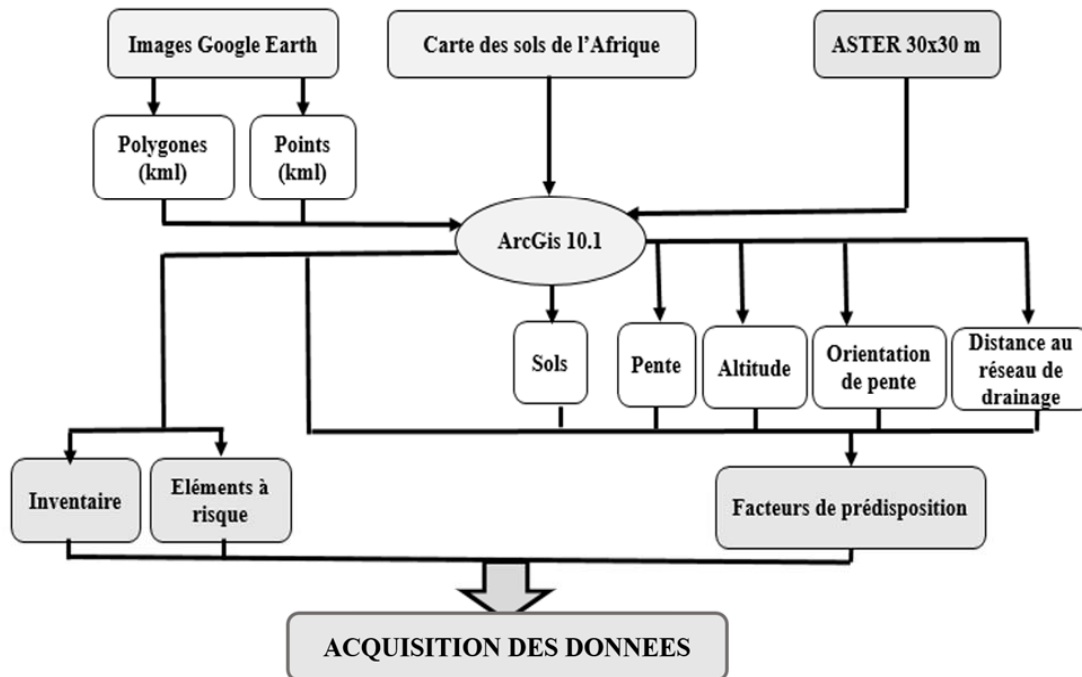 Images Google Earth
Carte des sols de l'Afrique
ASTER 30x30 m
Polygones
(kml)
Points
(kml)
ArcGis 10.1
Sols
Pente
Altitude
Orientation
de pente
Distance au
réseau de
drainage
Inventaire
Eléments à
risque
Facteurs de prédisposition
ACQUISITION DES DONNEES